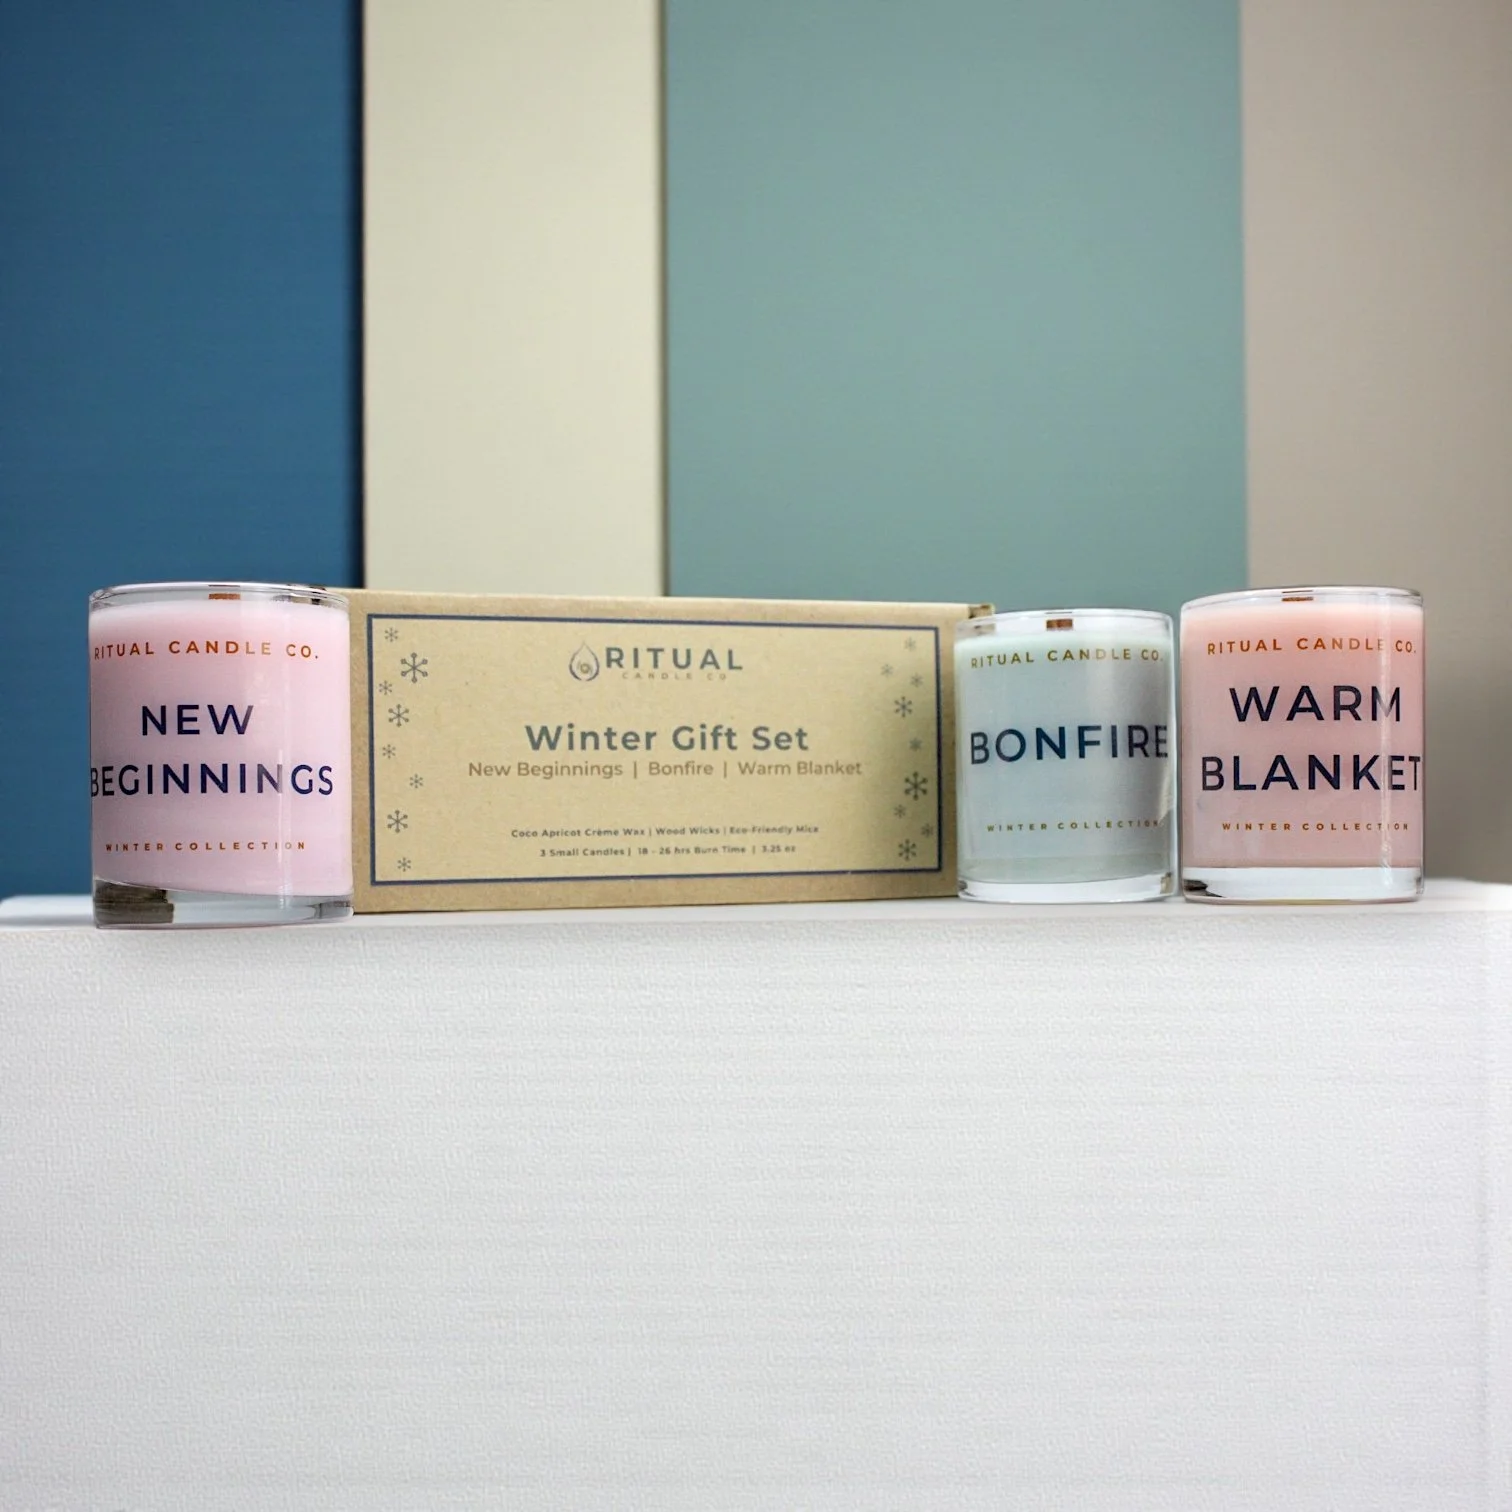 RITUAL CANDLE CO.
NEW
BEGINNINGS
WINTER COLLECTION
RITUAL
CANDLE CO
Winter Gift Set
New Beginnings | Bonfire | Warm Blanket
Coco Apricot Crème Wax | Wood Wicks | Eco-Friendly Mica
3 Small Candles | 18 - 26 hrs Burn Time | 3.25 oz
RITUAL CANDLE CO.
BONFIRE
WINTER COLLECTION
RITUAL CANDLE CO.
WARM
BLANKET
WINTER COLLECTION